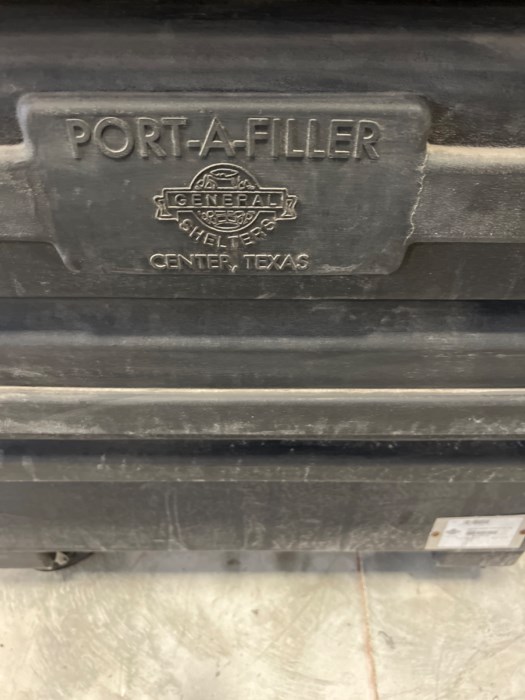 PORT-A-FILLER
GENERAL
SHELTERS
CENTER, TEXAS